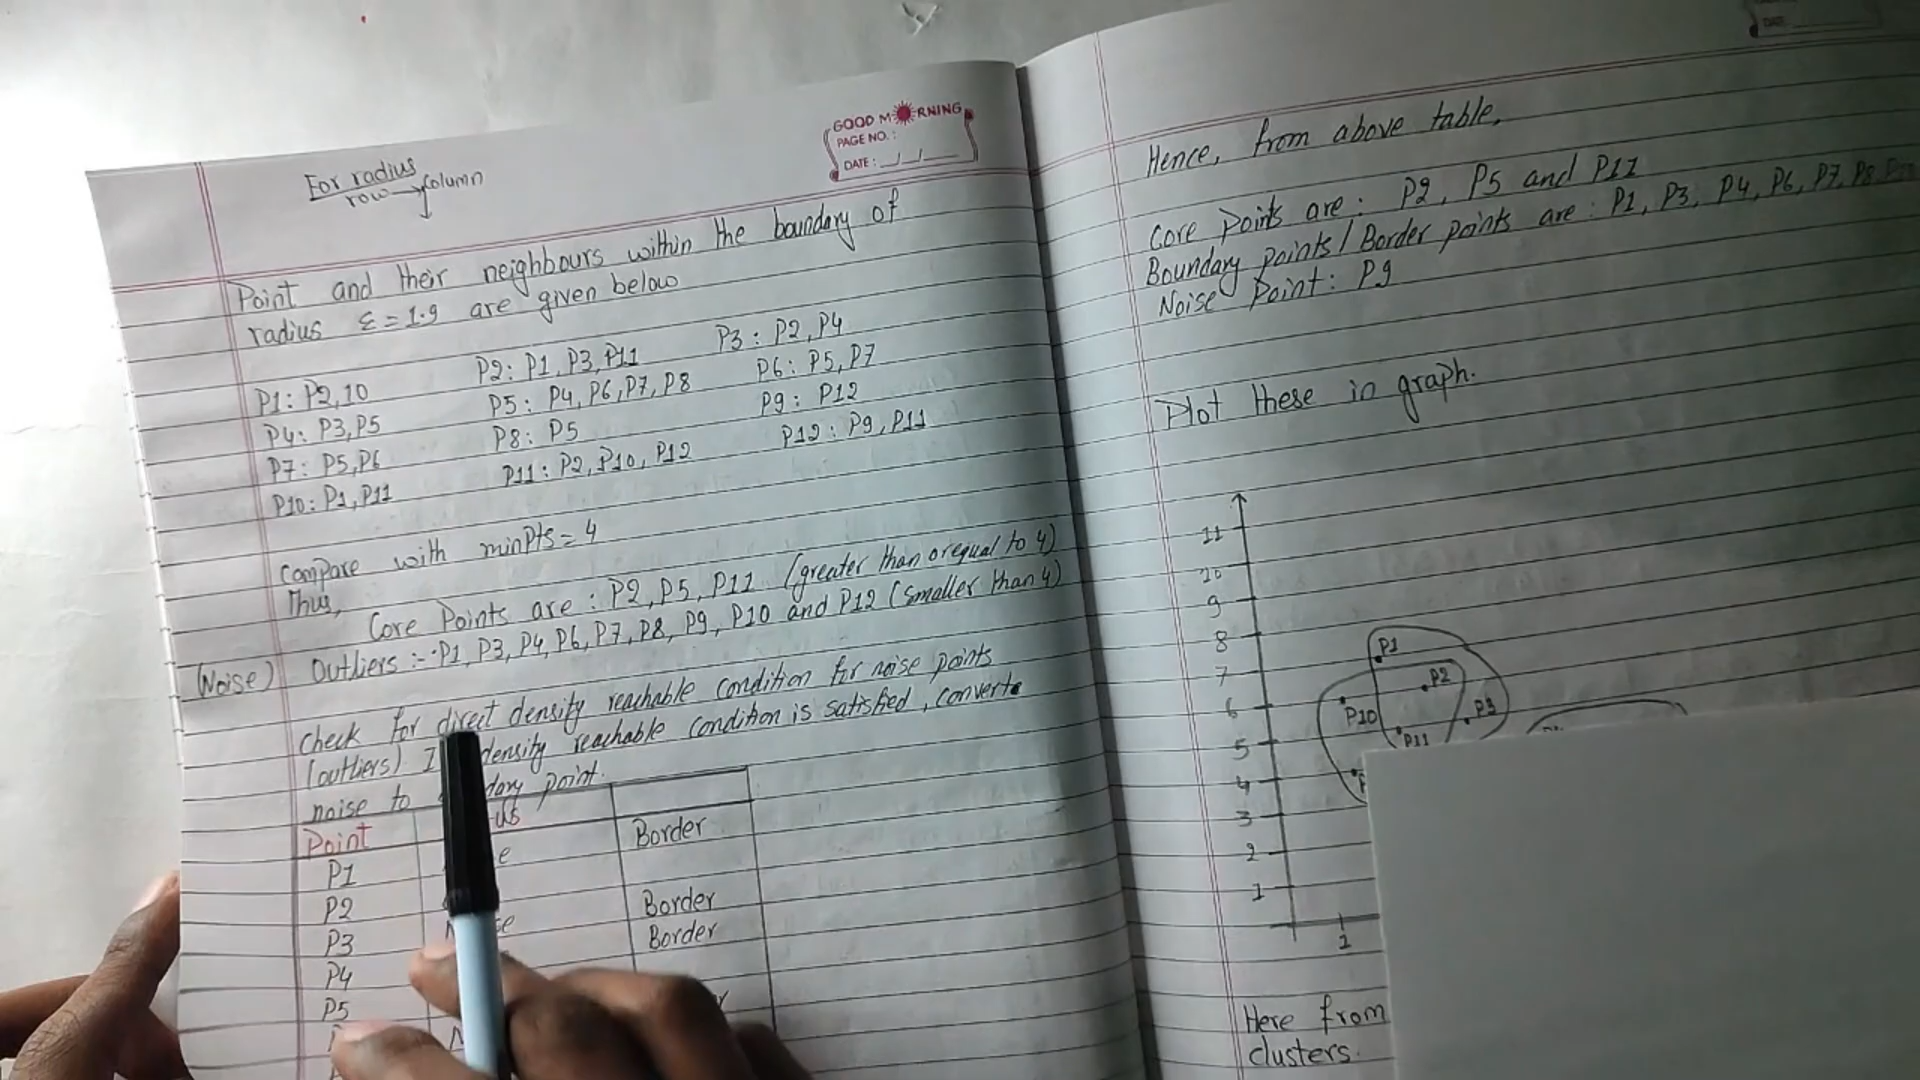 GOOD MORNING
PAGE NO.:
DATE:
For radius
row → column
Point and their neighbours within the boundary of
radius ε = 1.9 are given below
P1: P2, 10 P2: P1, P3, P11 P3: P2, P4
P4: P3, P5 P5: P4, P6, P7, P8 P6: P5, P7
P7: P5, P6 P8: P5 P9: P12
P10: P1, P11 P11: P2, P10, P12 P12: P9, P11
Compare with minPts = 4
Thus,
Core Points are: P2, P5, P11 (greater than or equal to 4)
(Noise) Outliers :- P1, P3, P4, P6, P7, P8, P9, P10 and P12 (smaller than 4)
Check for direct density reachable condition for noise points
(outliers) density reachable condition is satisfied, converte
noise to point.
Point
P1 Border
P2
P3 Border
P4 Border
P5
DATE
Hence, from above table,
Core Points are: P2, P5 and P11
Boundary points / Border points are: P1, P3, P4, P6, P7, P8,
Noise Point: P9
Plot these in graph.
11
10
9
8
7
6
5
4
3
2
1
P1
P2
P10
P3
P11
1
Here from
clusters.